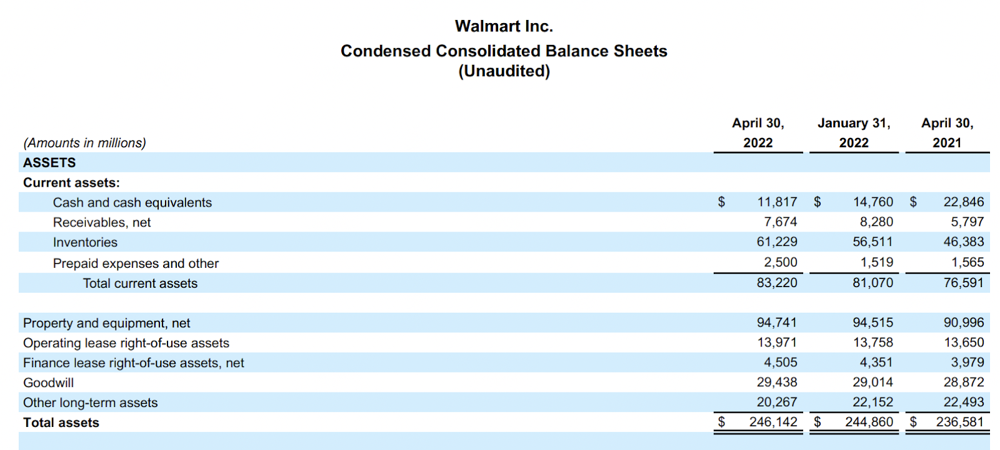 Walmart Inc.
Condensed Consolidated Balance Sheets
(Unaudited)
April 30, January 31, April 30,
(Amounts in millions) 2022 2022 2021
ASSETS
Current assets:
Cash and cash equivalents $ 11,817 $ 14,760 $ 22,846
Receivables, net 7,674 8,280 5,797
Inventories 61,229 56,511 46,383
Prepaid expenses and other 2,500 1,519 1,565
Total current assets 83,220 81,070 76,591
Property and equipment, net 94,741 94,515 90,996
Operating lease right-of-use assets 13,971 13,758 13,650
Finance lease right-of-use assets, net 4,505 4,351 3,979
Goodwill 29,438 29,014 28,872
Other long-term assets 20,267 22,152 22,493
Total assets $ 246,142 $ 244,860 $ 236,581